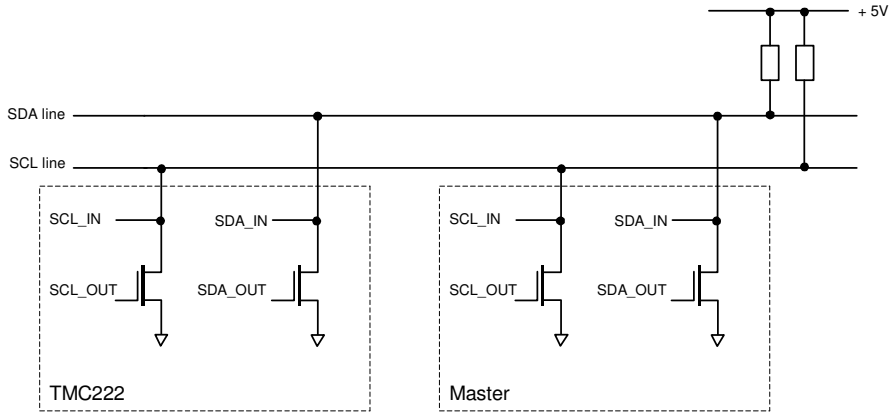 + 5V
SDA line
SCL line
SCL_IN
SDA_IN
SCL_IN
SDA_IN
SCL_OUT
SDA_OUT
SCL_OUT
SDA_OUT
TMC222
Master